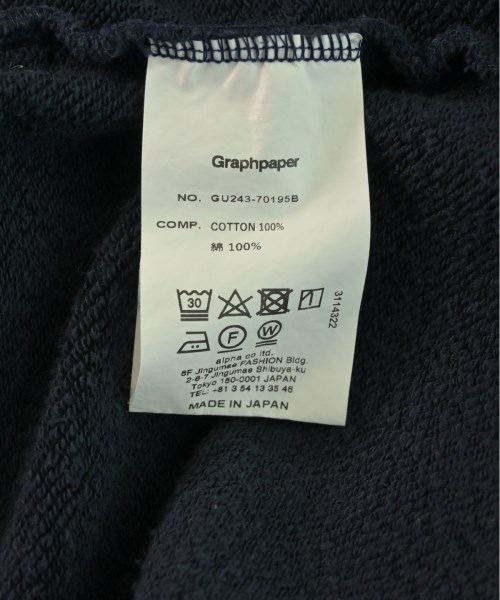 Graphpaper
NO. GU243-70195B
COMP. COTTON 100%
綿 100%
30
F W
3114322
alpha co ltd.
6F Jingumae FASHION Bldg.
2-6-7 Jingumae Shibuya-ku
Tokyo 150-0001 JAPAN
TEL: +81 3 54 13 35 46
MADE IN JAPAN